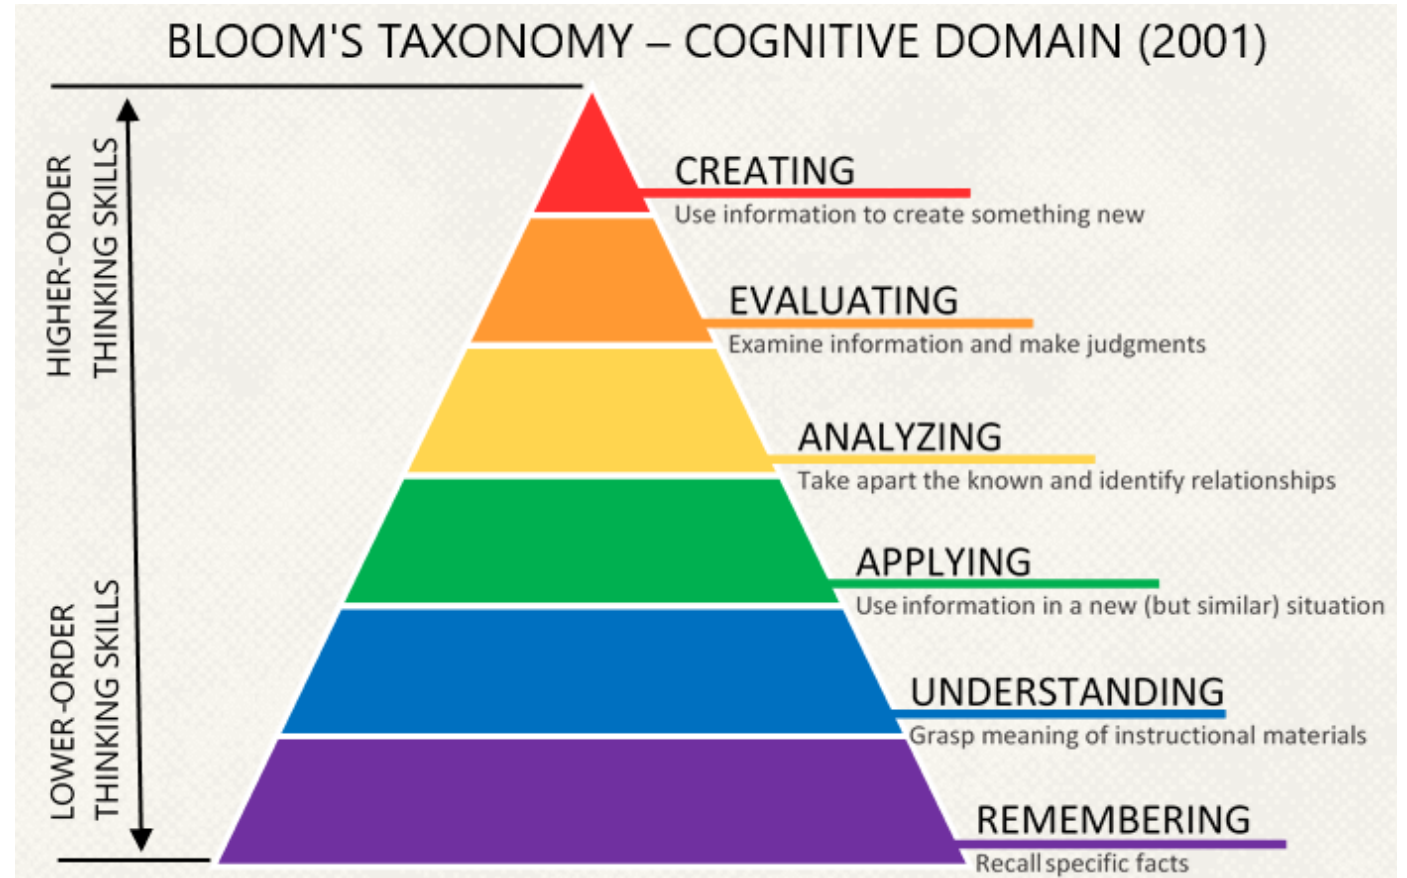 BLOOM'S TAXONOMY – COGNITIVE DOMAIN (2001)
HIGHER-ORDER
THINKING SKILLS
LOWER-ORDER
THINKING SKILLS
CREATING
Use information to create something new
EVALUATING
Examine information and make judgments
ANALYZING
Take apart the known and identify relationships
APPLYING
Use information in a new (but similar) situation
UNDERSTANDING
Grasp meaning of instructional materials
REMEMBERING
Recall specific facts